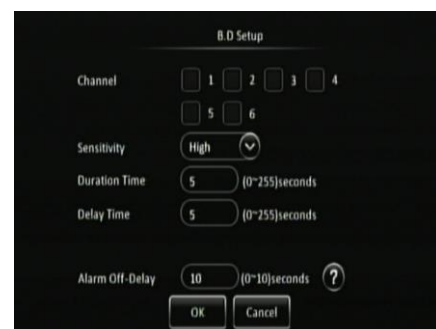 B.D Setup
Channel 1 2 3 4
5 6
Sensitivity High
Duration Time 5 (0~255)seconds
Delay Time 5 (0~255)seconds
Alarm Off-Delay 10 (0~10)seconds ?
OK Cancel